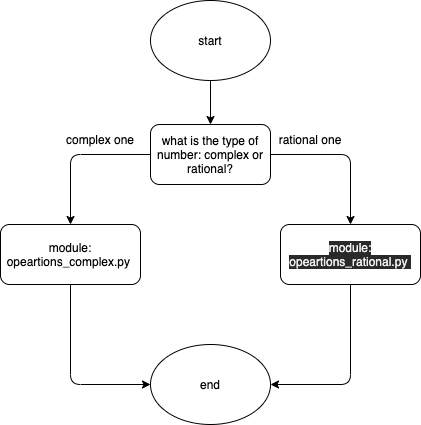 start
complex one
rational one
what is the type of
number: complex or
rational?
module:
opeartions_complex.py
module:
opeartions_rational.py
end